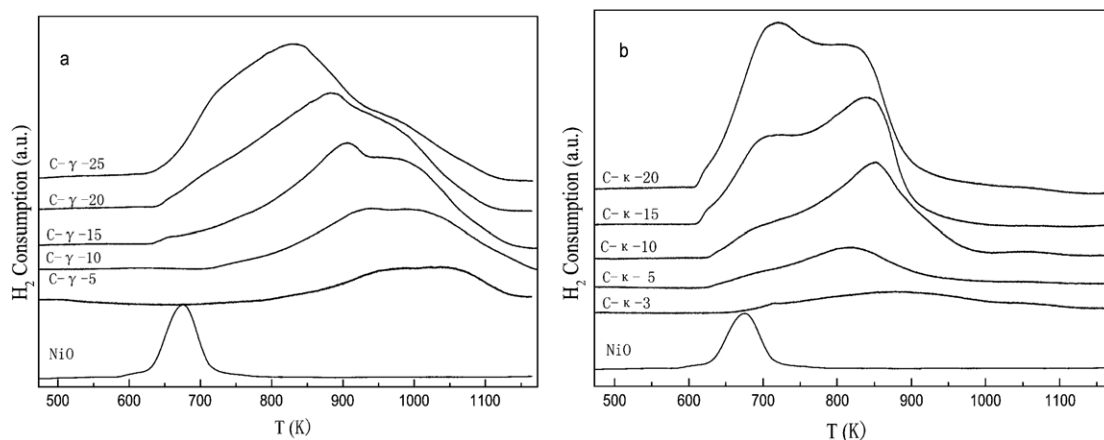 a
H₂ Consumption (a.u.)
C-γ-25
C-γ-20
C-γ-15
C-γ-10
C-γ-5
NiO
500 600 700 800 900 1000 1100
T (K)
b
H₂ Consumption (a.u.)
C-κ-20
C-κ-15
C-κ-10
C-κ-5
C-κ-3
NiO
500 600 700 800 900 1000 1100
T (K)